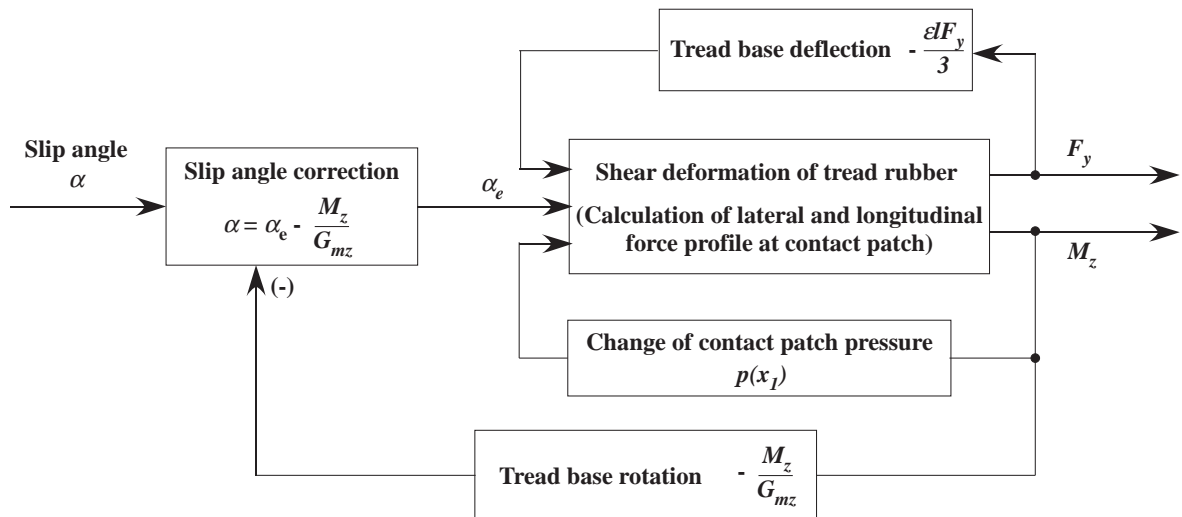 Tread base deflection - εlF_y/3
Slip angle
α
Slip angle correction
α = α_e - M_z/G_mz
α_e
Shear deformation of tread rubber
(Calculation of lateral and longitudinal
force profile at contact patch)
F_y
M_z
(-)
Change of contact patch pressure
p(x_1)
Tread base rotation - M_z/G_mz